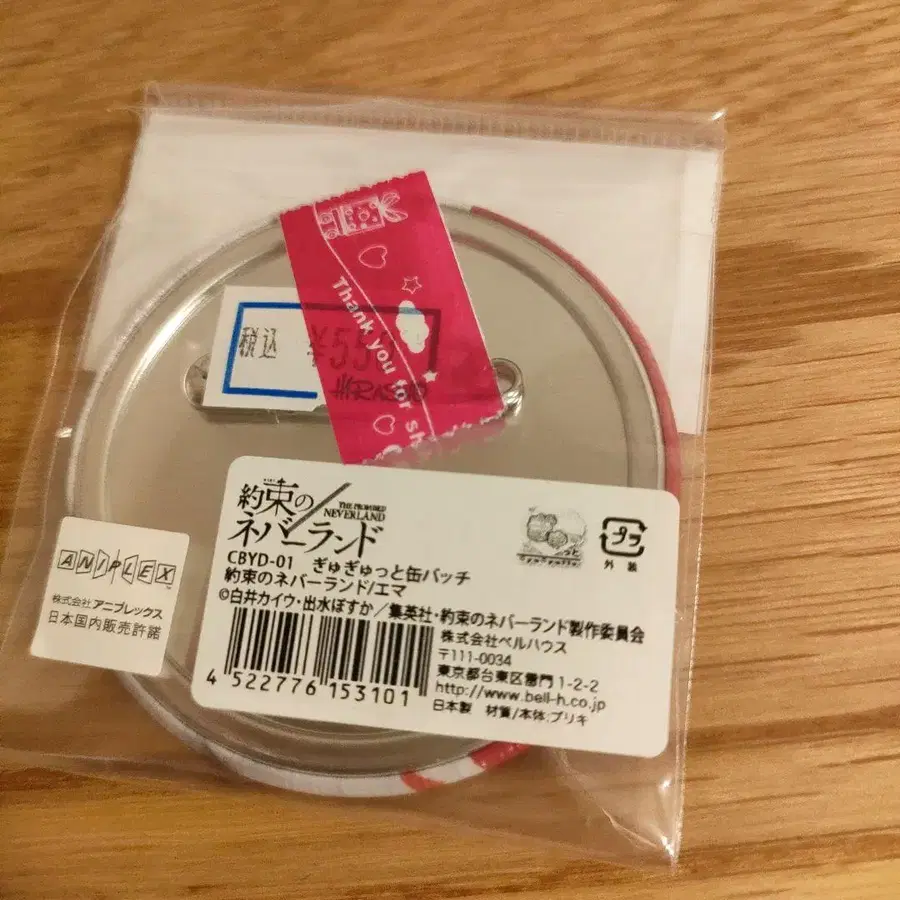 Thank you for sh
税込 ¥55
約束の
ネバーランド
THE PROMISED
NEVERLAND
CBYD-01 ぎゅぎゅっと缶バッチ
約束のネバーランド/エマ
©白井カイウ・出水ぽすか/集英社・約束のネバーランド製作委員会
株式会社ベルハウス
〒111-0034
東京都台東区雷門1-2-2
http://www.bell-h.co.jp
日本製 材質/本体:ブリキ
4 522776 153101
プラ
外装
ANIPLEX
株式会社 アニプレックス
日本国内販売許諾